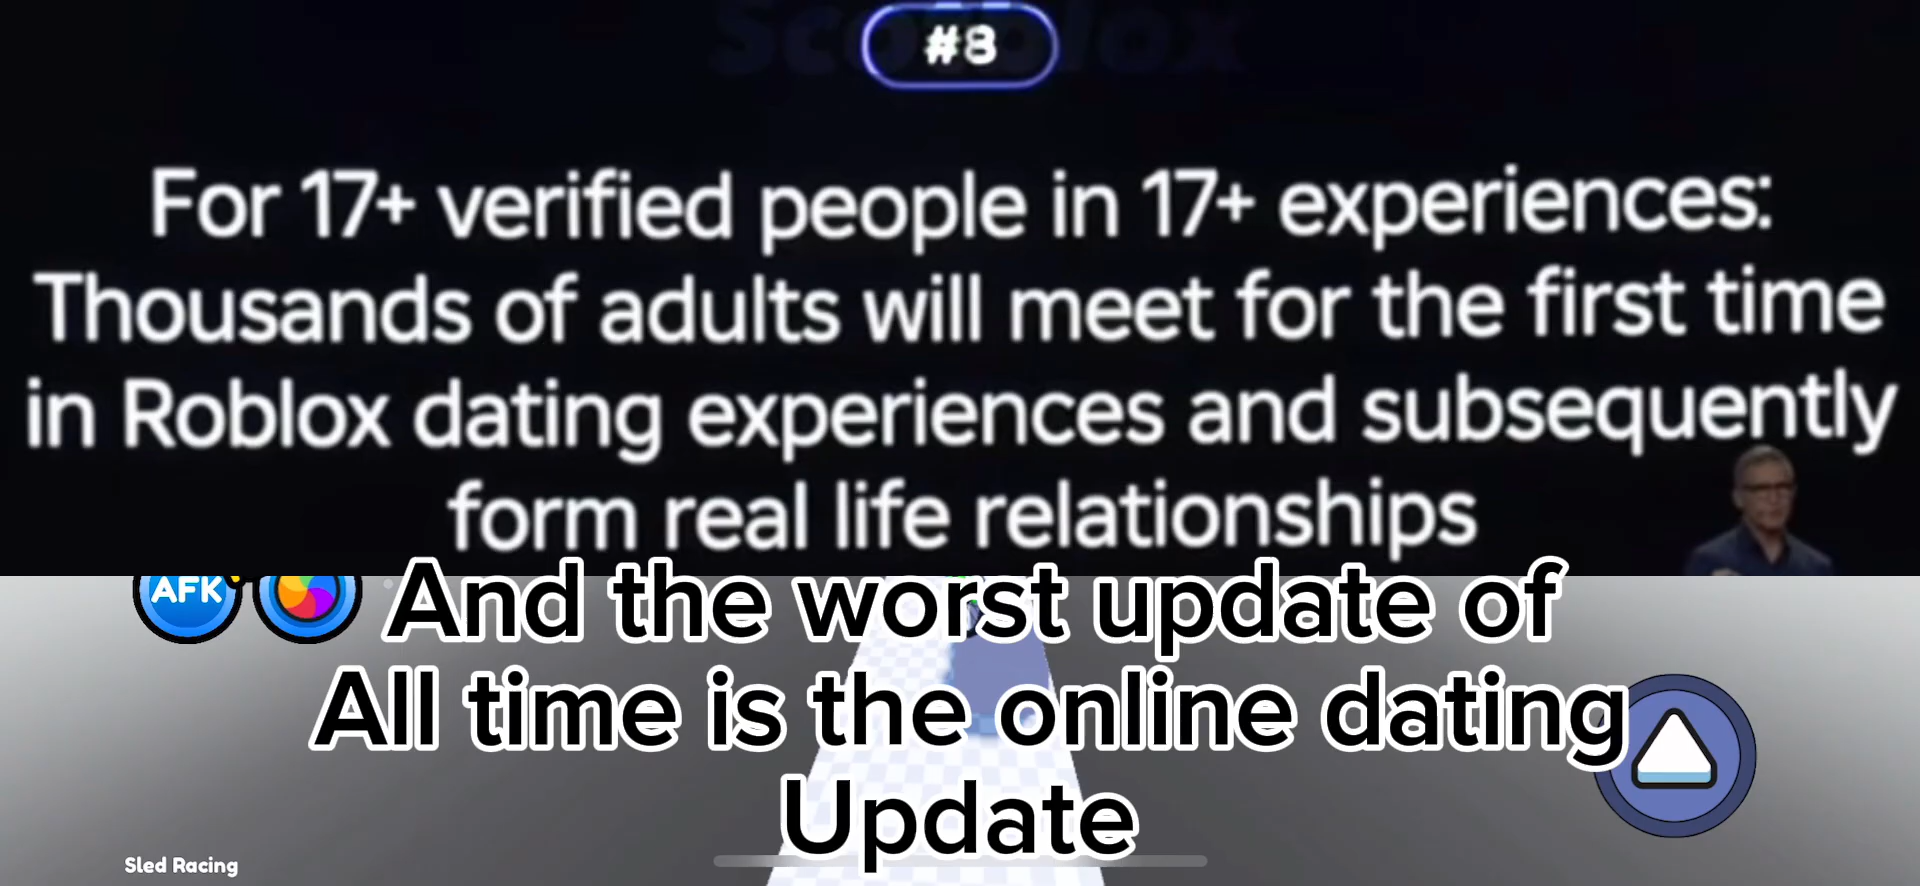 #8
For 17+ verified people in 17+ experiences:
Thousands of adults will meet for the first time
in Roblox dating experiences and subsequently
form real life relationships
AFK
And the worst update of
All time is the online dating
Update
Sled Racing